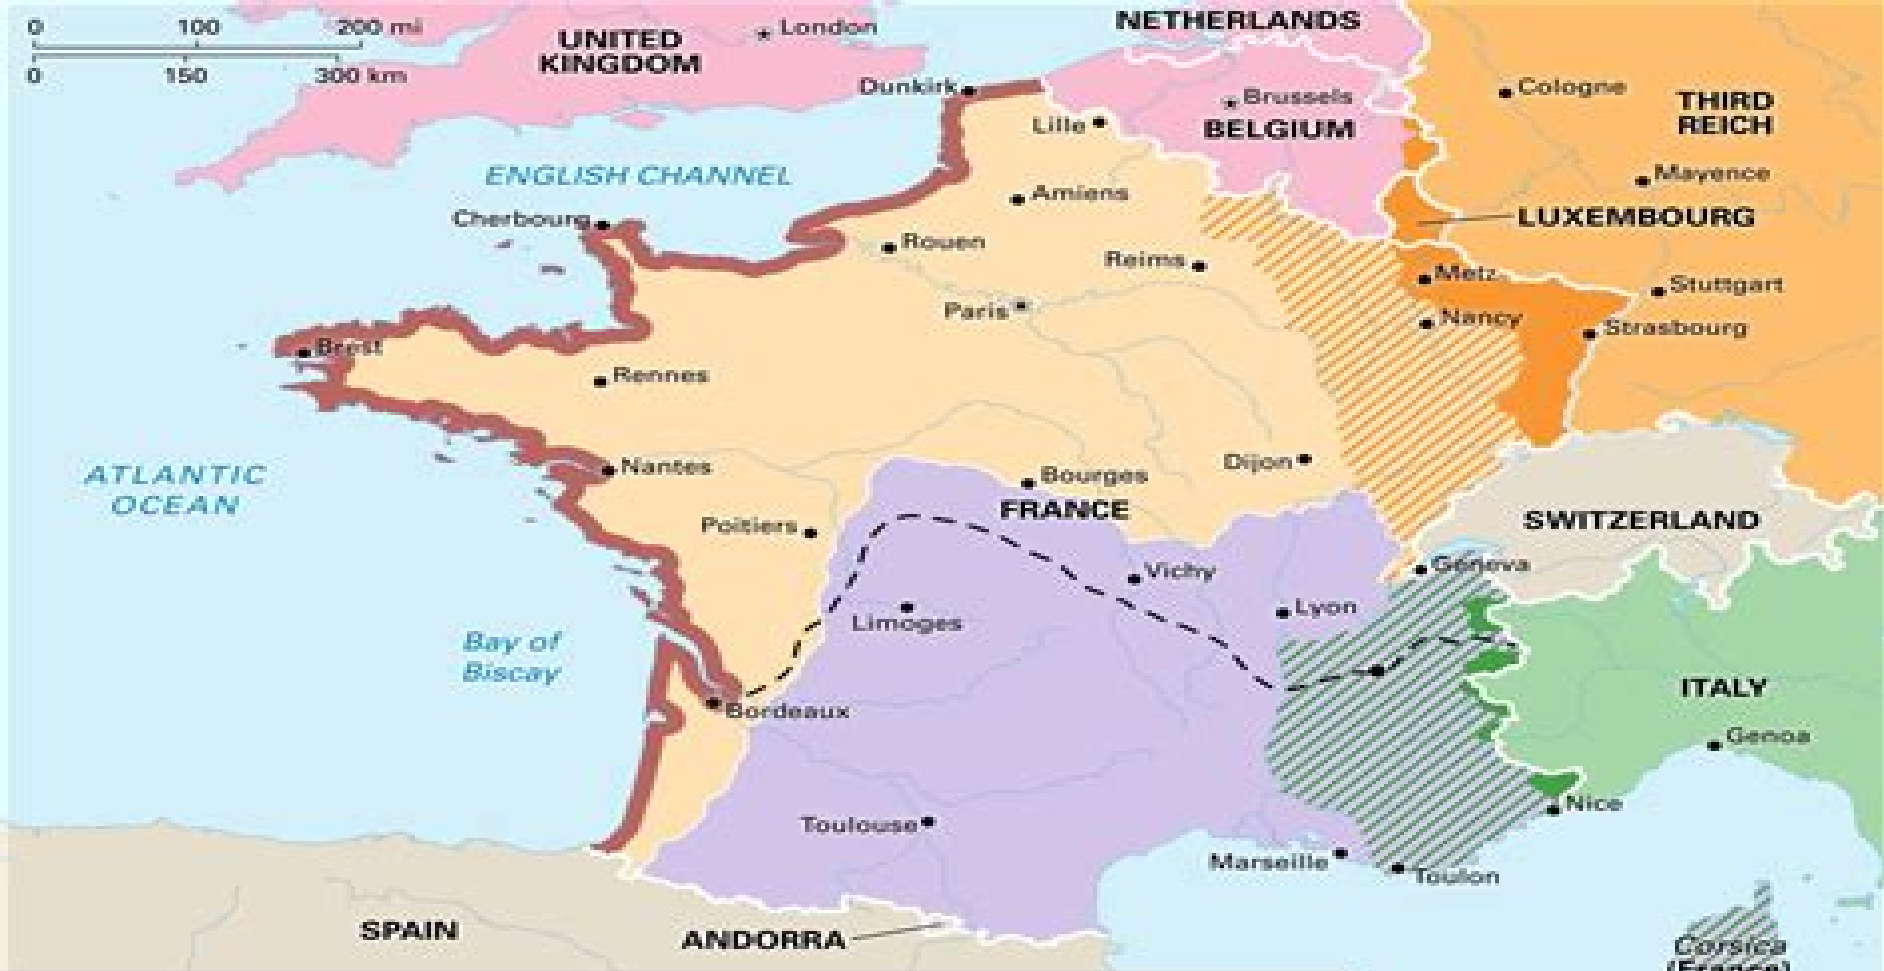 0 100 200 mi
0 150 300 km
UNITED
KINGDOM
London
NETHERLANDS
Dunkirk
Brussels
BELGIUM
Cologne
THIRD
REICH
Lille
ENGLISH CHANNEL
Mayence
Amiens
LUXEMBOURG
Cherbourg
Rouen
Reims
Metz
Stuttgart
Paris
Nancy
Strasbourg
Brest
Rennes
ATLANTIC
OCEAN
Nantes
Bourges
Dijon
FRANCE
Poitiers
SWITZERLAND
Geneva
Vichy
Lyon
Limoges
Bay of
Biscay
ITALY
Bordeaux
Genoa
Nice
Toulouse
Marseille
Toulon
SPAIN
ANDORRA
Corsica
(France)